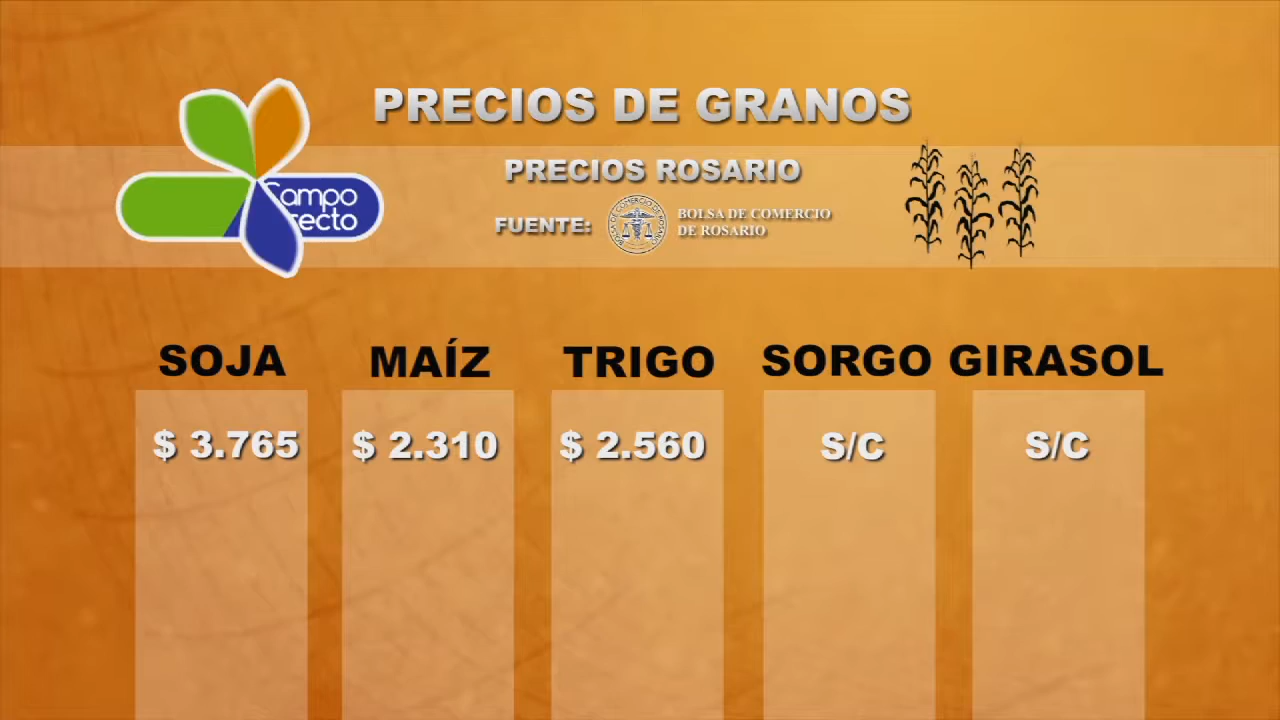 PRECIOS DE GRANOS
Campo
recto
PRECIOS ROSARIO
FUENTE:
BOLSA DE COMERCIO
DE ROSARIO
SOJA MAÍZ TRIGO SORGO GIRASOL
$ 3.765 $ 2.310 $ 2.560 S/C S/C